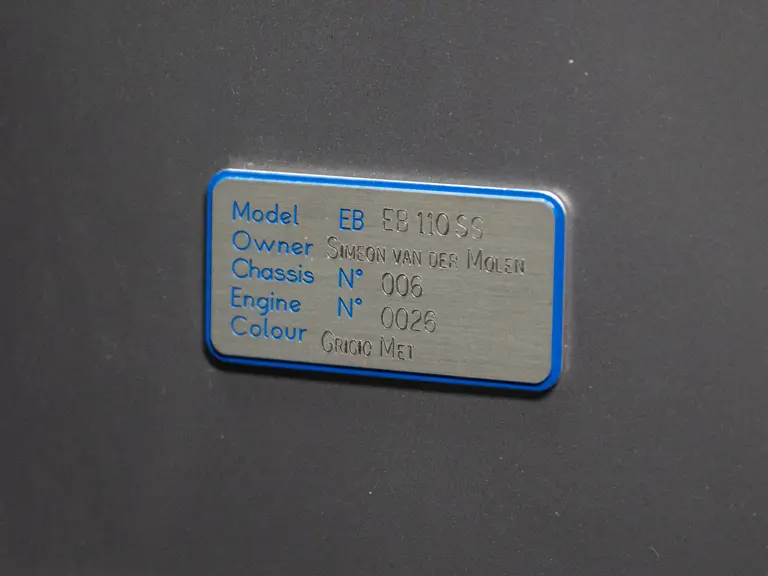 Model EB EB 110 SS
Owner Simeon van der Molen
Chassis N° 006
Engine N° 0026
Colour Grigio Met